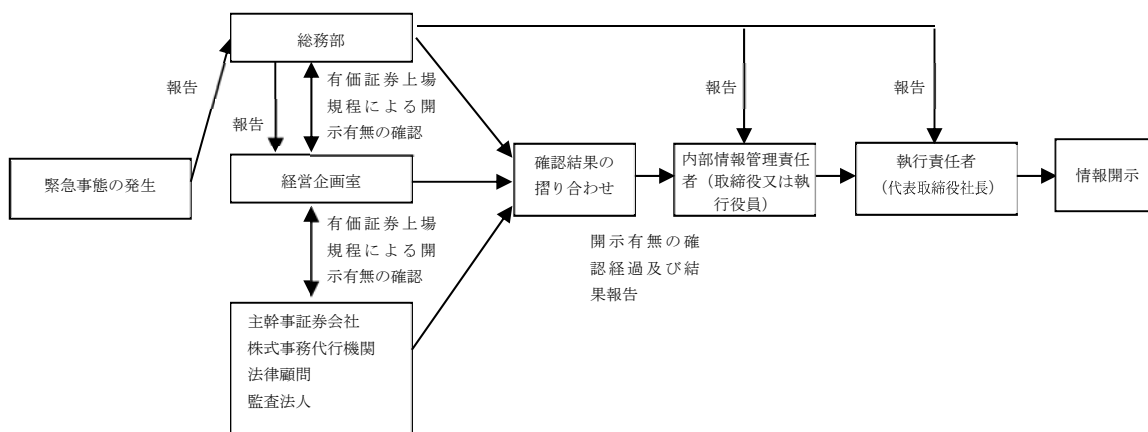 総務部
報告
報告
有価証券上場
規程による開
示有無の確認
報告
報告
緊急事態の発生
経営企画室
確認結果の
摺り合わせ
内部情報管理責任
者（取締役又は執
行役員）
執行責任者
（代表取締役社長）
情報開示
有価証券上場
規程による開
示有無の確認
開示有無の確
認経過及び結
果報告
主幹事証券会社
株式事務代行機関
法律顧問
監査法人